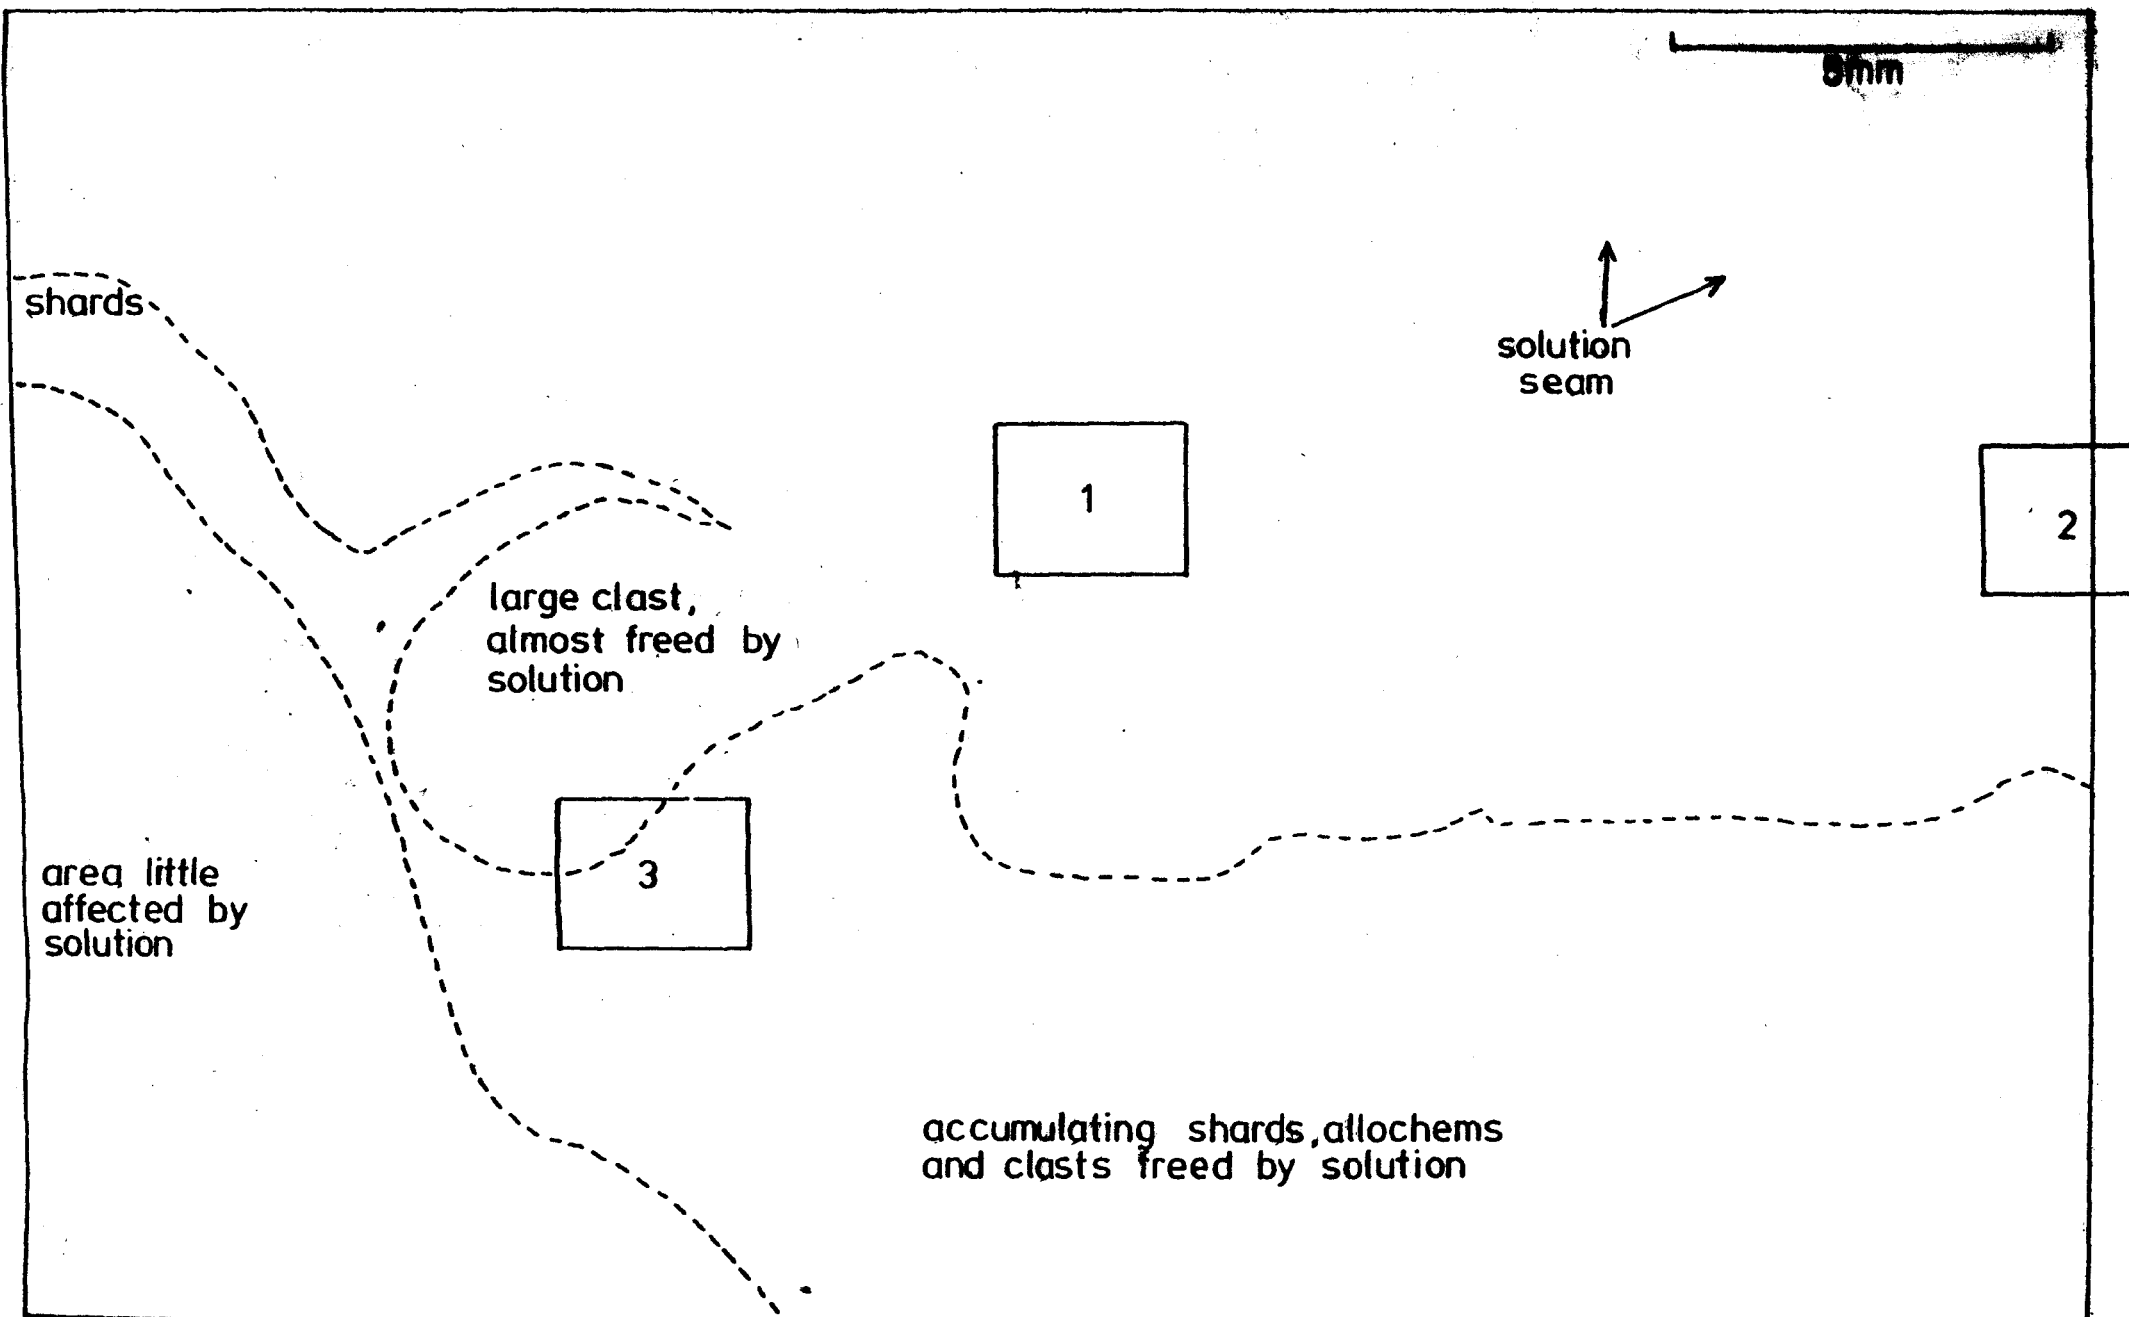 shards
solution
seam
1
2
large clast,
almost freed by
solution
3
area little
affected by
solution
accumulating shards, allochems
and clasts freed by solution